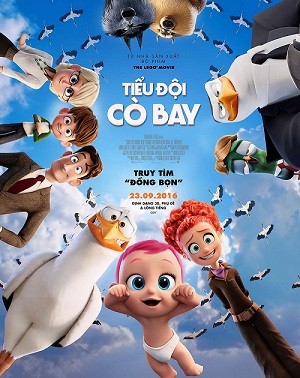 TỪ NHÀ SẢN XUẤT
BỘ PHIM
THE LEGO MOVIE
TIỂU ĐỘI
CÒ BAY
TRUY TÌM
"ĐỒNG BỌN"
23.09.2016
ĐỊNH DẠNG 3D, PHỤ ĐỀ
& LỒNG TIẾNG